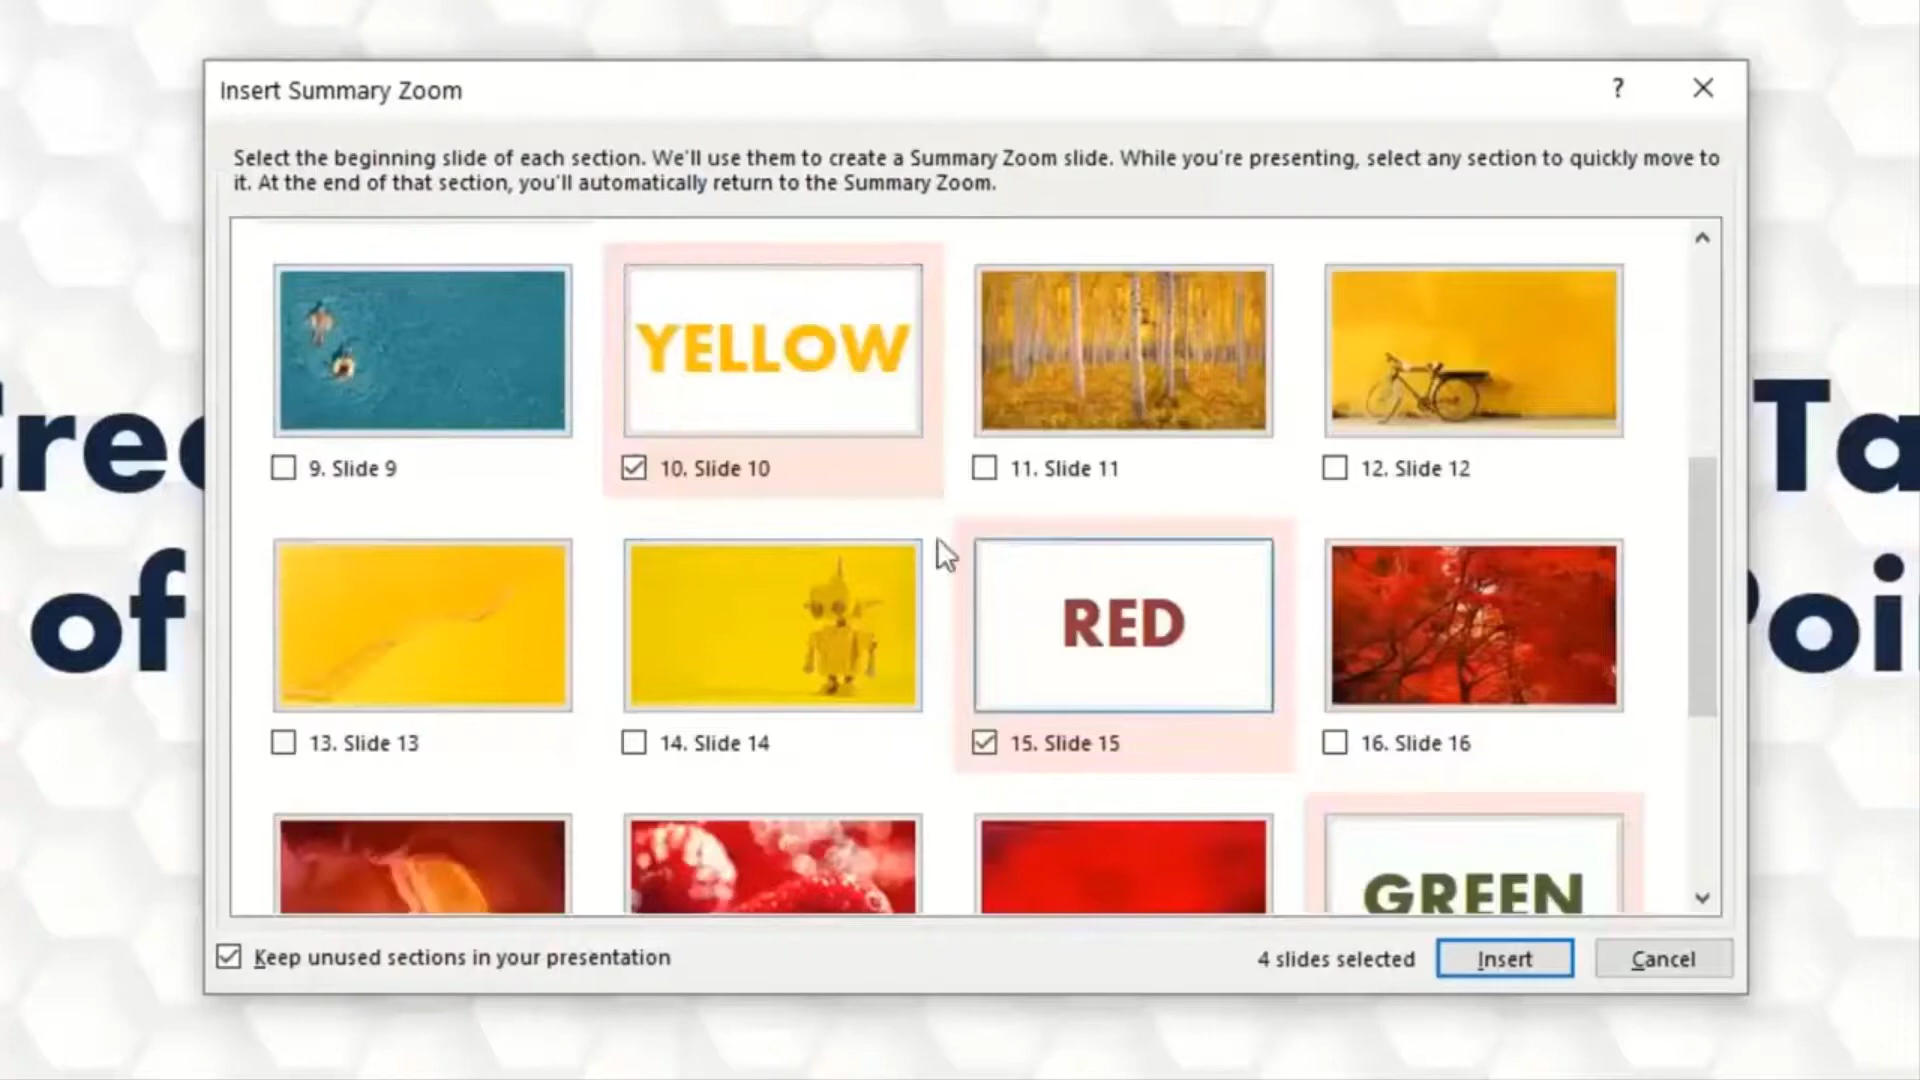 Insert Summary Zoom
?
Select the beginning slide of each section. We'll use them to create a Summary Zoom slide. While you're presenting, select any section to quickly move to
it. At the end of that section, you'll automatically return to the Summary Zoom.
YELLOW
9. Slide 9
10. Slide 10
11. Slide 11
12. Slide 12
of
RED
13. Slide 13
14. Slide 14
15. Slide 15
16. Slide 16
GREEN
Keep unused sections in your presentation
4 slides selected
Insert
Cancel